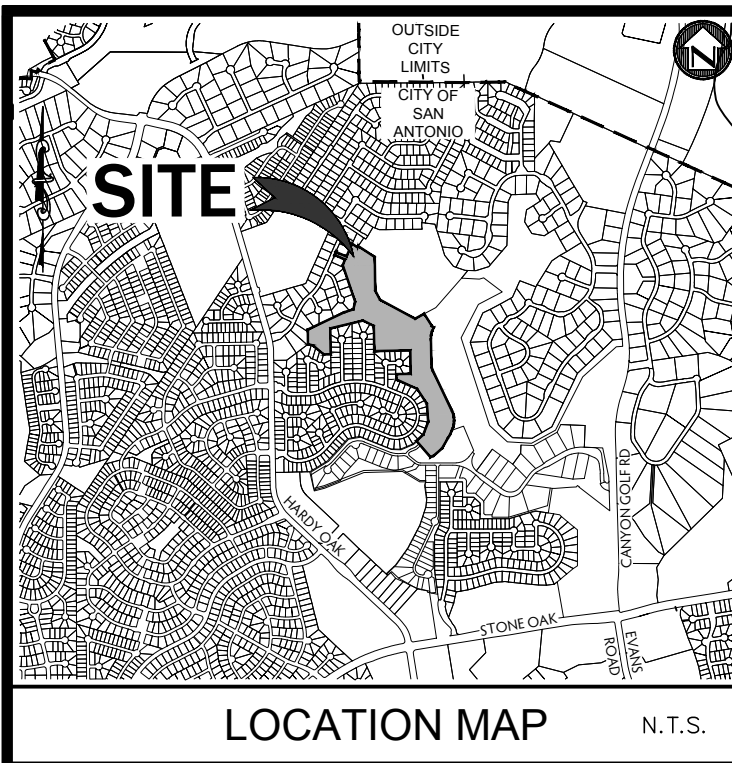 OUTSIDE
CITY
LIMITS
CITY OF
SAN
ANTONIO
N
SITE
CANYON GOLF RD
HARDY OAK
STONE OAK
EVANS
ROAD
LOCATION MAP
N.T.S.